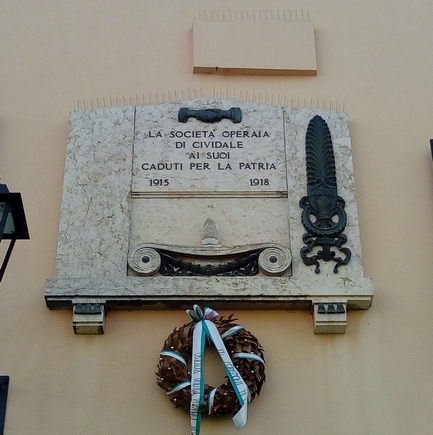 LA SOCIETÀ OPERAIA
DI CIVIDALE
AI SUOI
CADUTI PER LA PATRIA
1915 1918